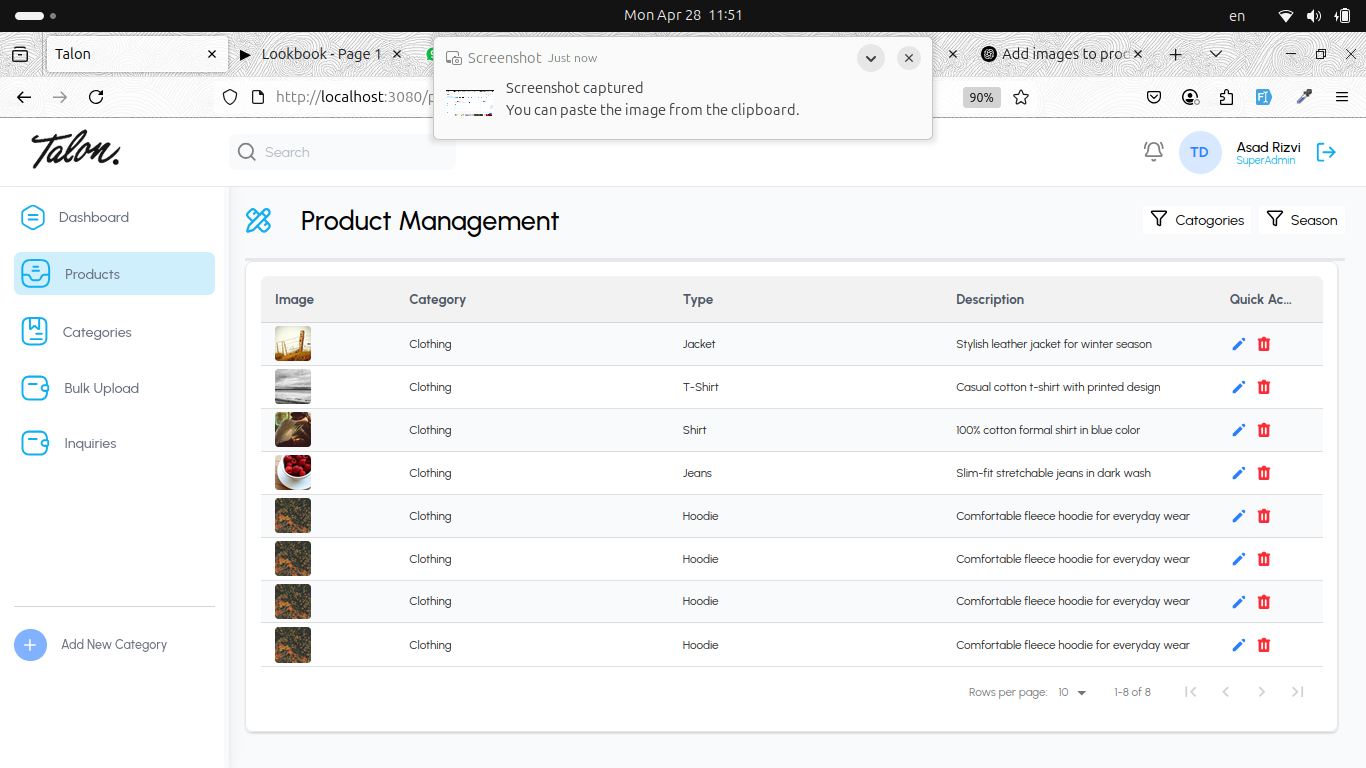 Mon Apr 28 11:51
en
Talon
Lookbook - Page 1
Add images to proc
Screenshot Just now
Screenshot captured
You can paste the image from the clipboard.
http://localhost:3080/
90%
Talon.
Search
TD
Asad Rizvi
SuperAdmin
Dashboard
Products
Categories
Bulk Upload
Inquiries
Add New Category
Product Management
Catogories
Season
Image Category Type Description Quick Ac...
Clothing Jacket Stylish leather jacket for winter season
Clothing T-Shirt Casual cotton t-shirt with printed design
Clothing Shirt 100% cotton formal shirt in blue color
Clothing Jeans Slim-fit stretchable jeans in dark wash
Clothing Hoodie Comfortable fleece hoodie for everyday wear
Clothing Hoodie Comfortable fleece hoodie for everyday wear
Clothing Hoodie Comfortable fleece hoodie for everyday wear
Clothing Hoodie Comfortable fleece hoodie for everyday wear
Rows per page: 10 1-8 of 8